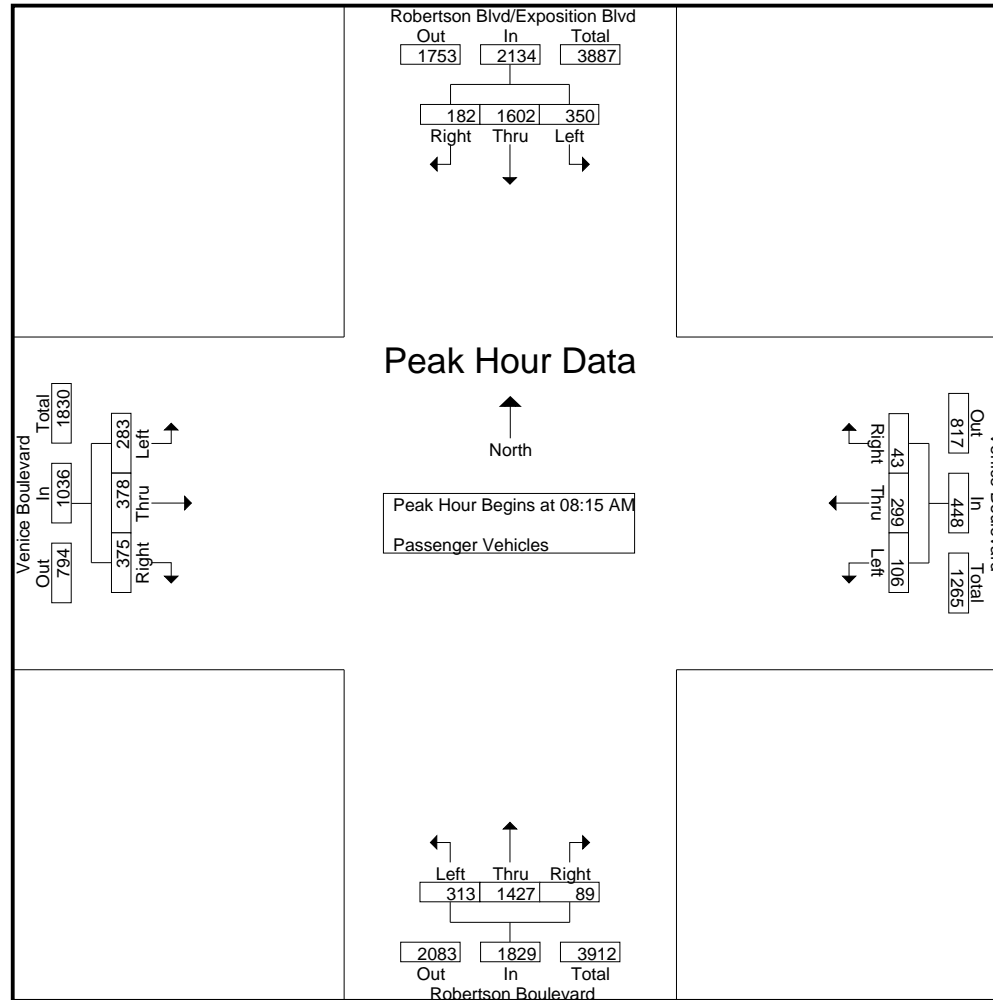 Robertson Blvd/Exposition Blvd
Out In Total
1753 2134 3887
182 1602 350
Right Thru Left
Peak Hour Data
North
Peak Hour Begins at 08:15 AM
Passenger Vehicles
Venice Boulevard
Total In Out
1830 1036 794
283 378 375
Left Thru Right
Right Thru Left
43 299 106
817 448 1265
Out In Total
Left Thru Right
313 1427 89
2083 1829 3912
Out In Total
Robertson Boulevard